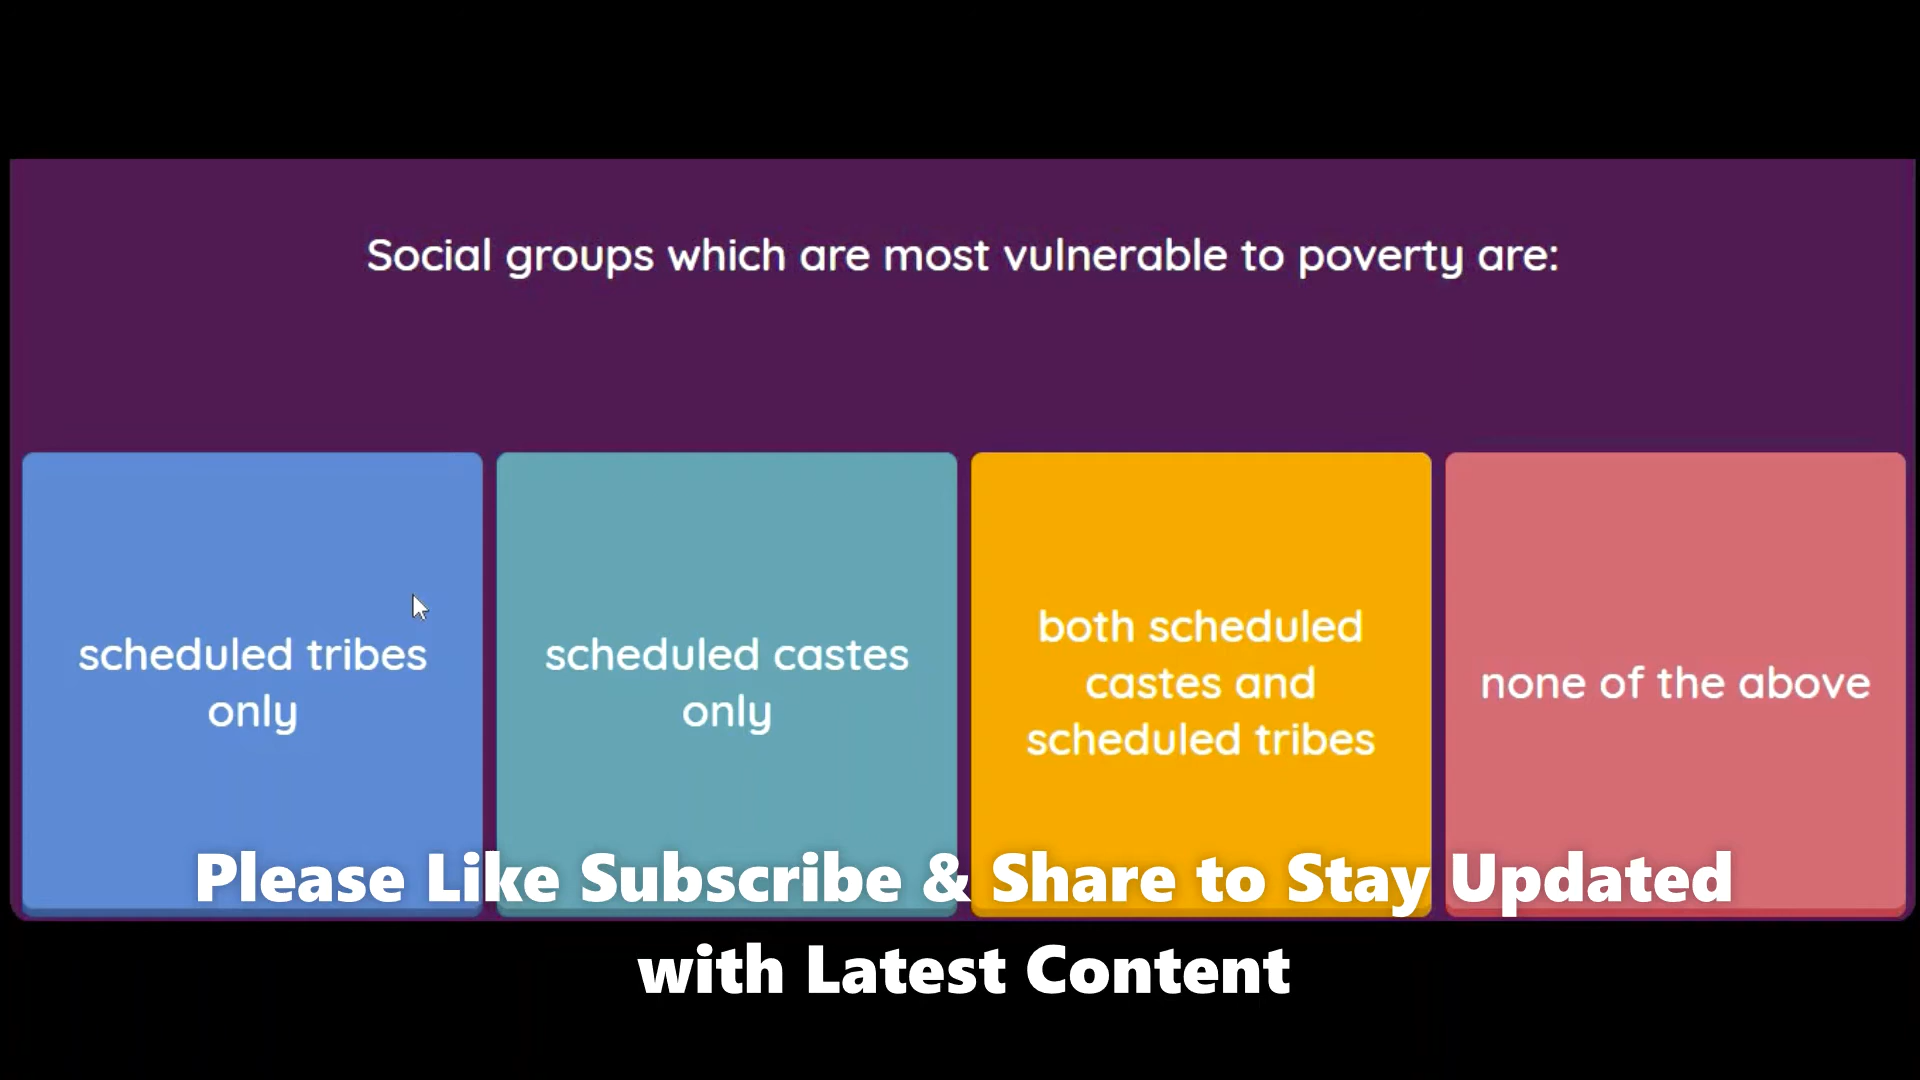 Social groups which are most vulnerable to poverty are:
scheduled tribes
only
scheduled castes
only
both scheduled
castes and
scheduled tribes
none of the above
Please Like Subscribe & Share to Stay Updated
with Latest Content